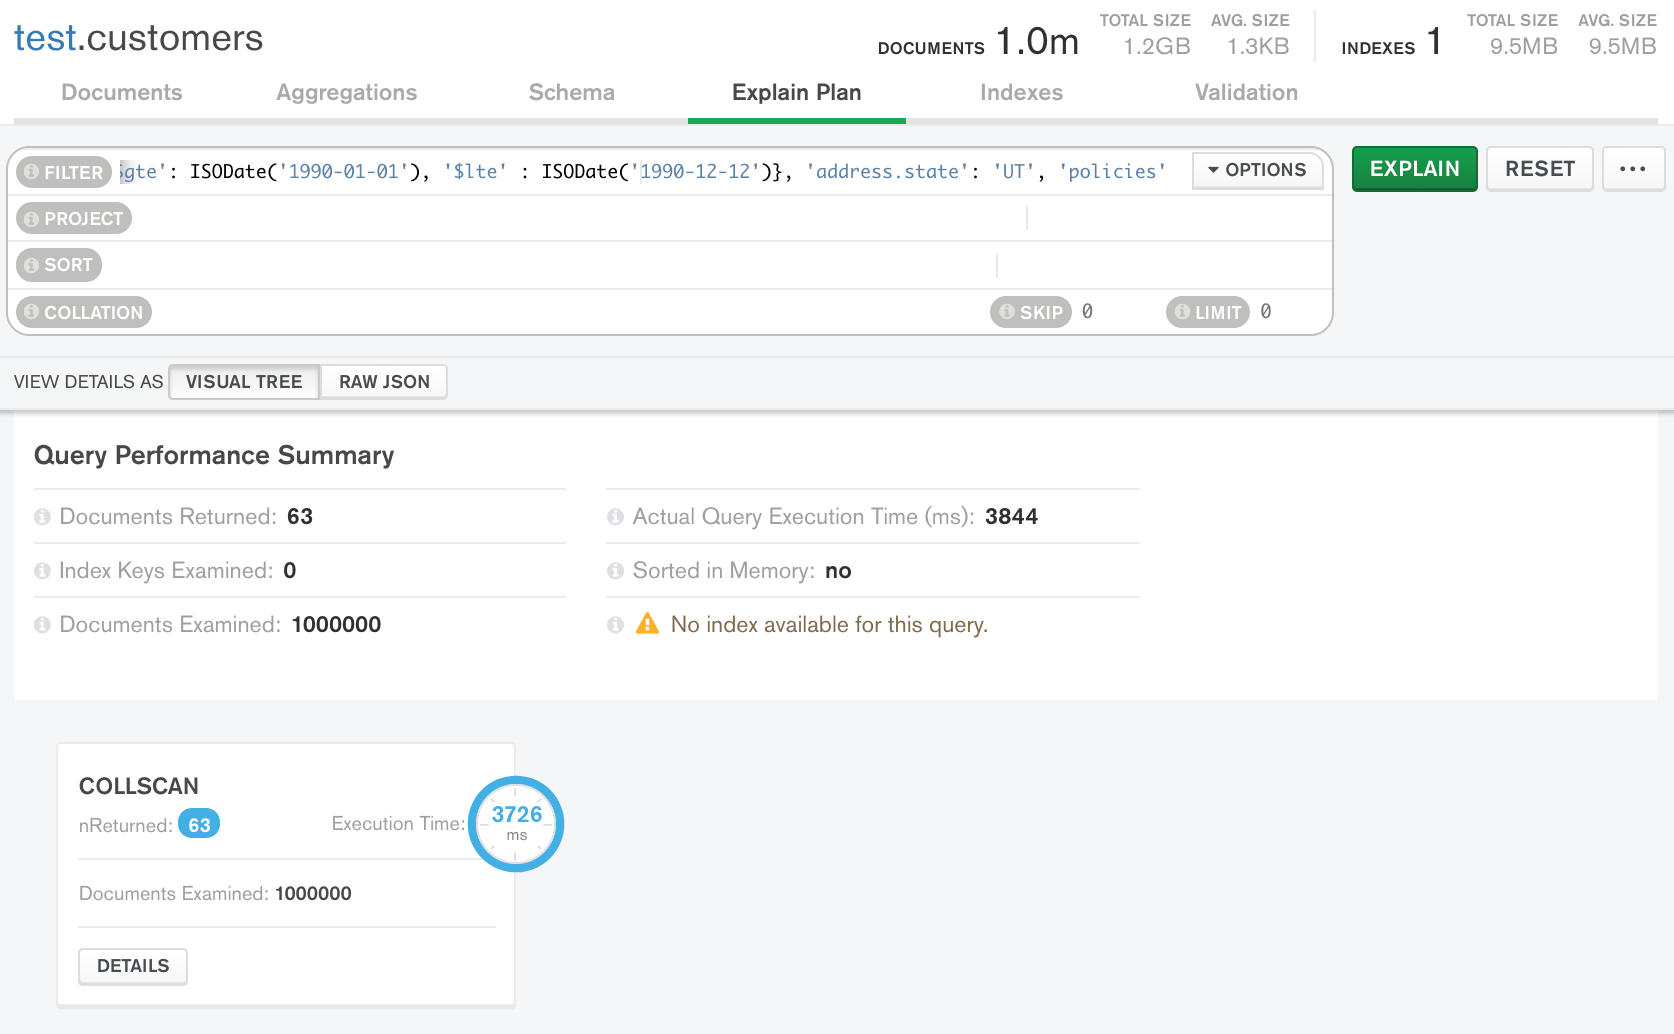 test.customers
DOCUMENTS 1.0m TOTAL SIZE 1.2GB AVG. SIZE 1.3KB INDEXES 1 TOTAL SIZE 9.5MB AVG. SIZE 9.5MB
Documents Aggregations Schema Explain Plan Indexes Validation
FILTER $gte': ISODate('1990-01-01'), '$lte' : ISODate('1990-12-12')}, 'address.state': 'UT', 'policies' OPTIONS EXPLAIN RESET ...
PROJECT
SORT
COLLATION SKIP 0 LIMIT 0
VIEW DETAILS AS VISUAL TREE RAW JSON
Query Performance Summary
Documents Returned: 63
Index Keys Examined: 0
Documents Examined: 1000000
Actual Query Execution Time (ms): 3844
Sorted in Memory: no
No index available for this query.
COLLSCAN
nReturned: 63 Execution Time: 3726 ms
Documents Examined: 1000000
DETAILS